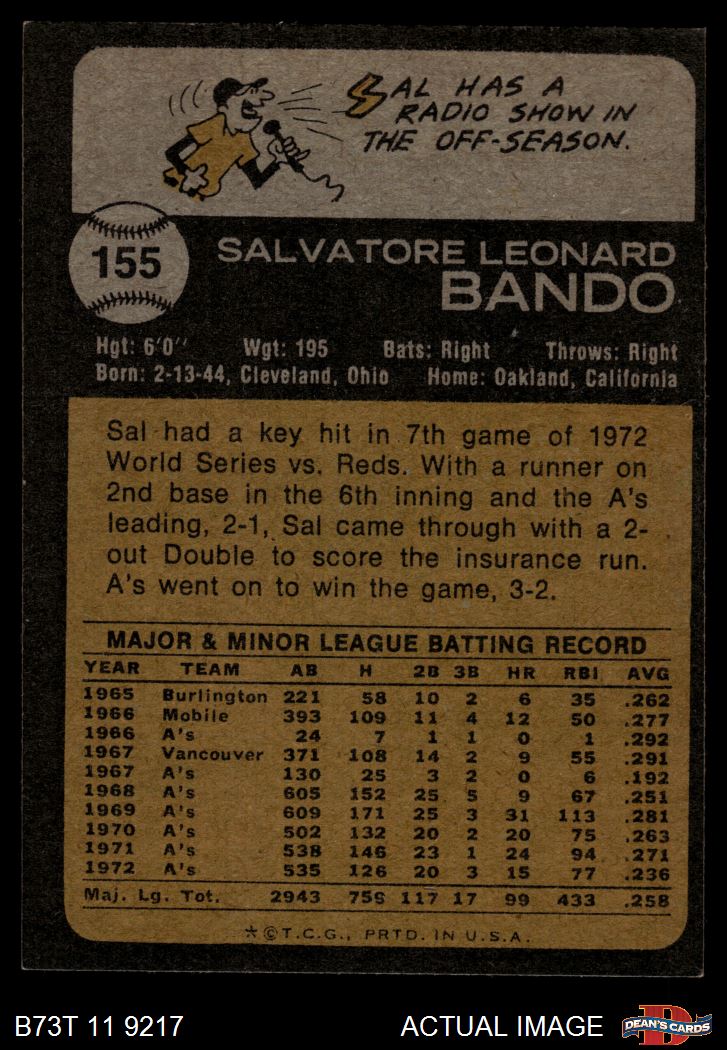 SAL HAS A
RADIO SHOW IN
THE OFF-SEASON.
155
SALVATORE LEONARD
BANDO
Hgt: 6'0" Wgt: 195 Bats: Right Throws: Right
Born: 2-13-44, Cleveland, Ohio Home: Oakland, California
Sal had a key hit in 7th game of 1972
World Series vs. Reds. With a runner on
2nd base in the 6th inning and the A's
leading, 2-1, Sal came through with a 2-
out Double to score the insurance run.
A's went on to win the game, 3-2.
MAJOR & MINOR LEAGUE BATTING RECORD
YEAR TEAM AB H 2B 3B HR RBI AVG
1965 Burlington 221 58 10 2 6 35 .262
1966 Mobile 393 109 11 4 12 50 .277
1966 A's 24 7 1 1 0 1 .292
1967 Vancouver 371 108 14 2 9 55 .291
1967 A's 130 25 3 2 0 6 .192
1968 A's 605 152 25 5 9 67 .251
1969 A's 609 171 25 3 31 113 .281
1970 A's 502 132 20 2 20 75 .263
1971 A's 538 146 23 1 24 94 .271
1972 A's 535 126 20 3 15 77 .236
Maj. Lg. Tot. 2943 759 117 17 99 433 .258
*©T.C.G., PRTD. IN U.S.A.
B73T 11 9217 ACTUAL IMAGE
D
DEAN'S CARDS